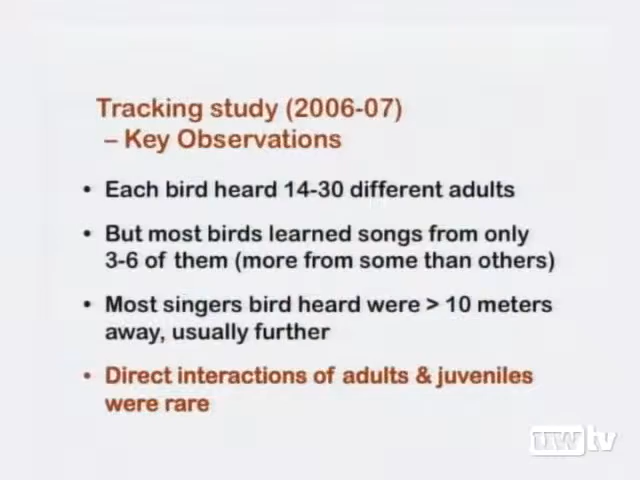 Tracking study (2006-07)
– Key Observations
• Each bird heard 14-30 different adults
• But most birds learned songs from only
3-6 of them (more from some than others)
• Most singers bird heard were > 10 meters
away, usually further
• Direct interactions of adults & juveniles
were rare
uwtv